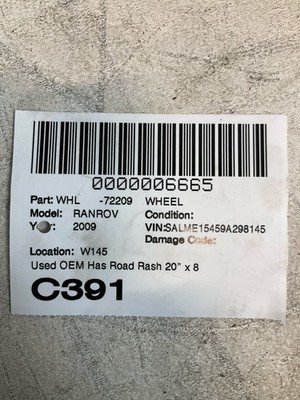 0000006665
Part: WHL -72209 WHEEL
Model: RANROV Condition:
2009 VIN:SALME15459A298145
Damage Code:
Location: W145
Used OEM Has Road Rash 20" x 8
C391